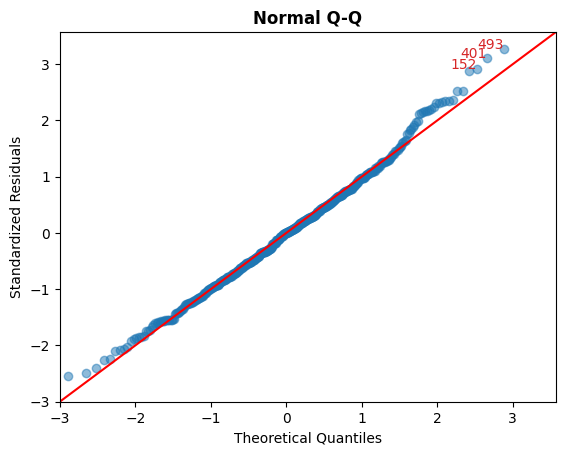 Normal Q-Q
493
401
152
3
2
1
0
−1
−2
−3
Standardized Residuals
−3 −2 −1 0 1 2 3
Theoretical Quantiles